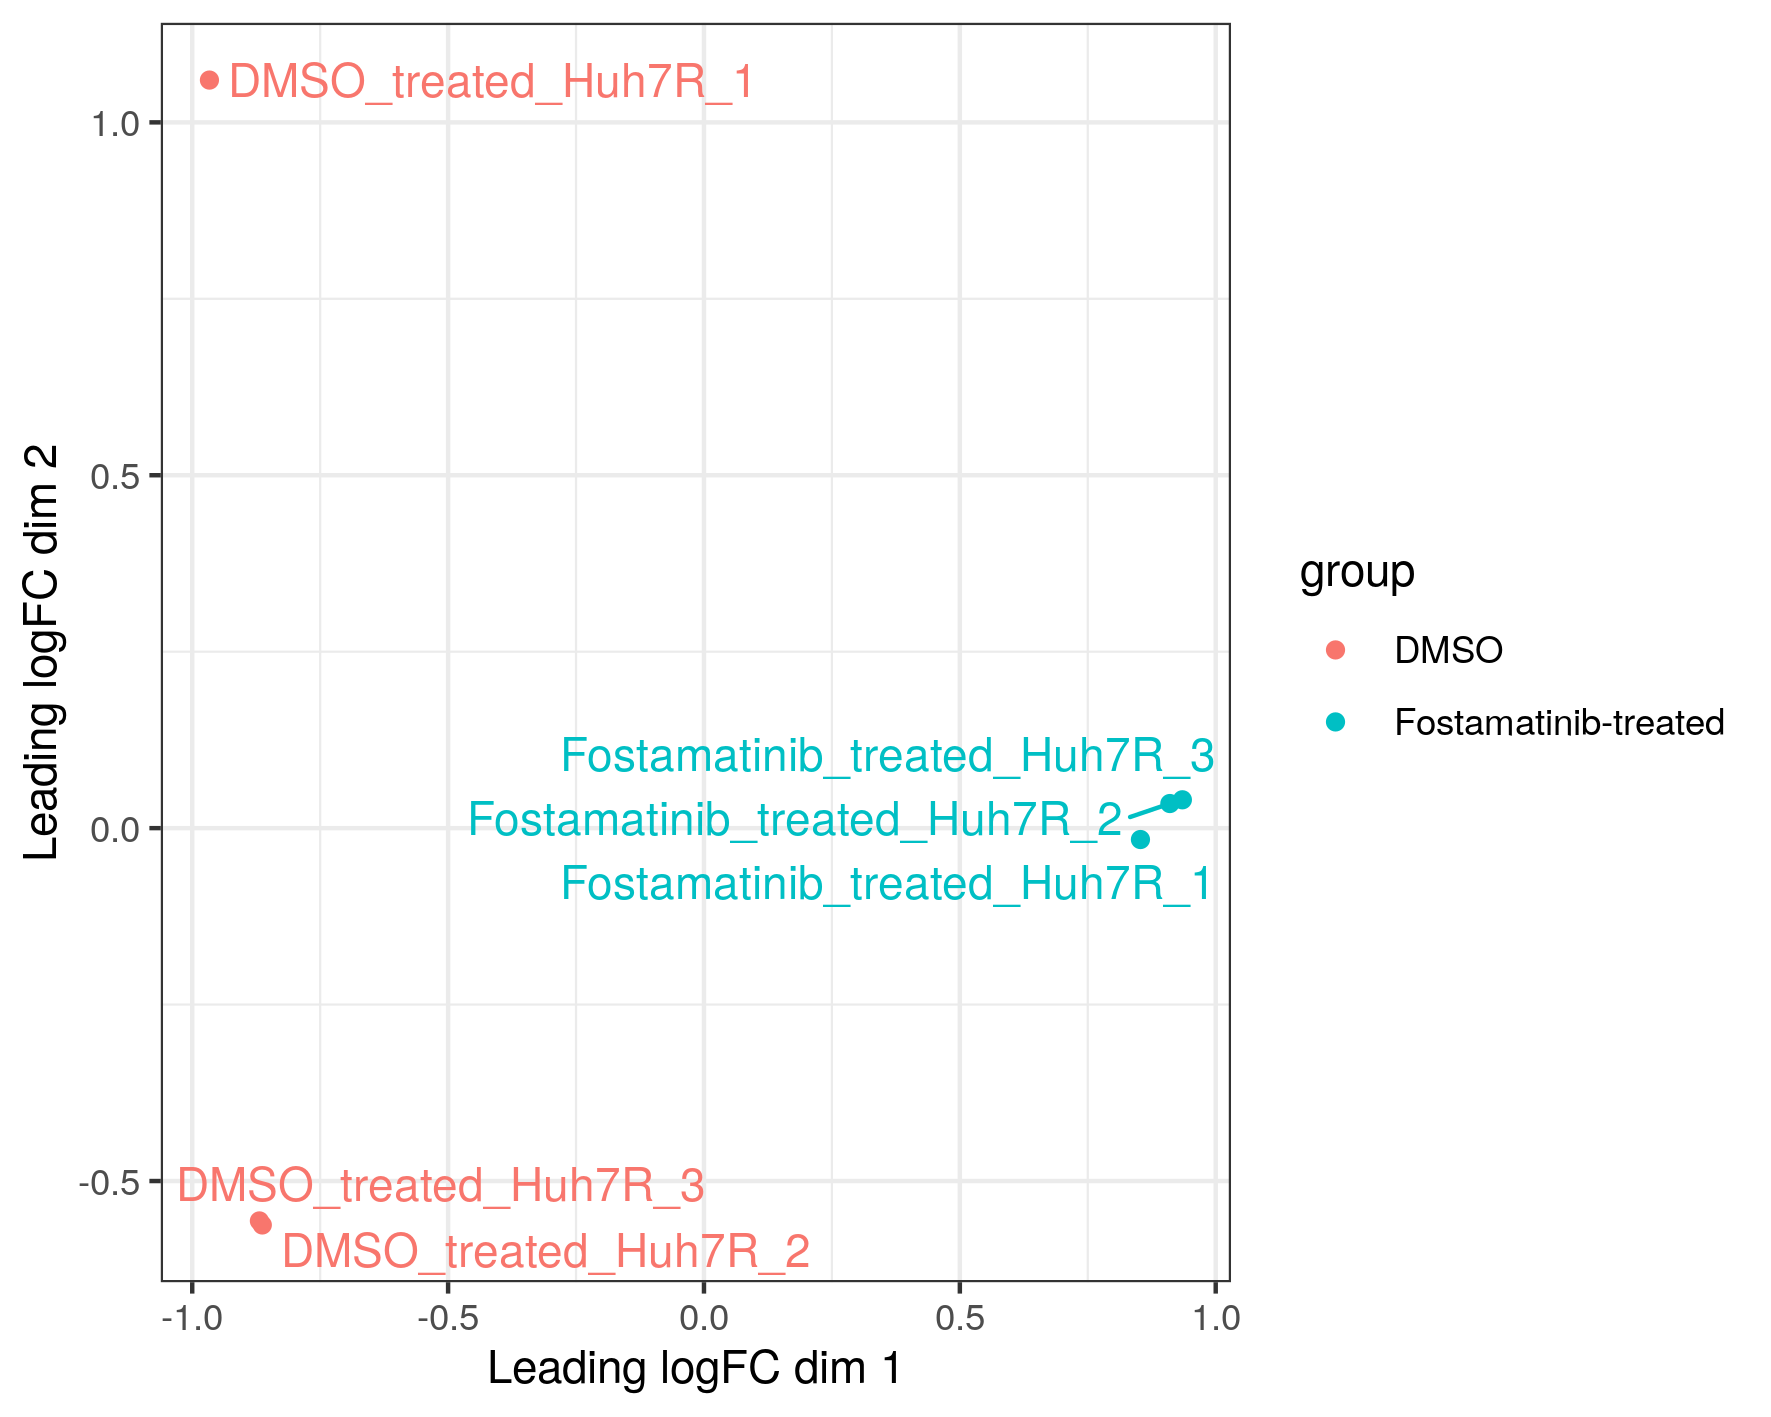 DMSO_treated_Huh7R_1
1.0
0.5
0.0
-0.5
Leading logFC dim 2
Fostamatinib_treated_Huh7R_3
Fostamatinib_treated_Huh7R_2
Fostamatinib_treated_Huh7R_1
DMSO_treated_Huh7R_3
DMSO_treated_Huh7R_2
-1.0 -0.5 0.0 0.5 1.0
Leading logFC dim 1
group
DMSO
Fostamatinib-treated